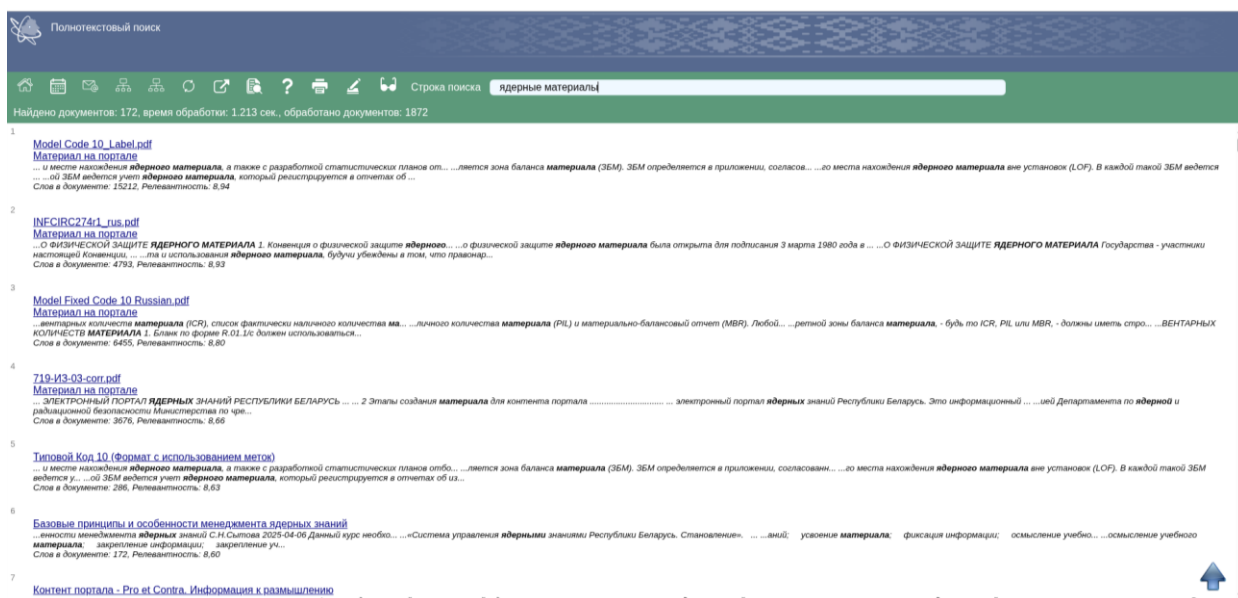 Полнотекстовый поиск
Строка поиска ядерные материалы
Найдено документов: 172, время обработки: 1.213 сек., обработано документов: 1872
1
Model Code 10_Label.pdf
Материал на портале
... и месте нахождения ядерного материала, а также с разработкой статистических планов от... ...ляется зона баланса материала (ЗБМ). ЗБМ определяется в приложении, согласов... ...го места нахождения ядерного материала вне установок (LOF). В каждой такой ЗБМ ведется
... ...ой ЗБМ ведется учет ядерного материала, который регистрируется в отчетах об ...
Слов в документе: 15212, Релевантность: 8,94
2
INFCIRC274r1_rus.pdf
Материал на портале
...О ФИЗИЧЕСКОЙ ЗАЩИТЕ ЯДЕРНОГО МАТЕРИАЛА 1. Конвенция о физической защите ядерного... ...о физической защите ядерного материала была открыта для подписания 3 марта 1980 года в ... ...О ФИЗИЧЕСКОЙ ЗАЩИТЕ ЯДЕРНОГО МАТЕРИАЛА Государства - участники
настоящей Конвенции, ... ...та и использования ядерного материала, будучи убеждены в том, что правонар...
Слов в документе: 4793, Релевантность: 8,93
3
Model Fixed Code 10 Russian.pdf
Материал на портале
...вентарных количеств материала (ICR), список фактически наличного количества ма... ...личного количества материала (PIL) и материально-балансовый отчет (MBR). Любой... ...ретной зоны баланса материала, - будь то ICR, PIL или MBR, - должны иметь стро... ...ВЕНТАРНЫХ
КОЛИЧЕСТВ МАТЕРИАЛА 1. Бланк по форме R.01.1/c должен использоваться...
Слов в документе: 6455, Релевантность: 8,80
4
719-ИЗ-03-corr.pdf
Материал на портале
... ЭЛЕКТРОННЫЙ ПОРТАЛ ЯДЕРНЫХ ЗНАНИЙ РЕСПУБЛИКИ БЕЛАРУСЬ ... ... 2 Этапы создания материала для контента портала .............................. ... электронный портал ядерных знаний Республики Беларусь. Это информационный ... ...ией Департамента по ядерной и
радиационной безопасности Министерства по чре...
Слов в документе: 3676, Релевантность: 8,66
5
Типовой Код 10 (Формат с использованием меток)
... и месте нахождения ядерного материала, а также с разработкой статистических планов отбо... ...ляется зона баланса материала (ЗБМ). ЗБМ определяется в приложении, согласованн... ...го места нахождения ядерного материала вне установок (LOF). В каждой такой ЗБМ
ведется у... ...ой ЗБМ ведется учет ядерного материала, который регистрируется в отчетах об из...
Слов в документе: 286, Релевантность: 8,63
6
Базовые принципы и особенности менеджмента ядерных знаний
...енности менеджмента ядерных знаний С.Н.Сытова 2025-04-06 Данный курс необхо... ...«Система управления ядерными знаниями Республики Беларусь. Становление». ... ...аний; усвоение материала; фиксация информации; осмысление учебно... ...осмысление учебного
материала; закрепление информации; закрепление уч...
Слов в документе: 172, Релевантность: 8,60
7
Контент портала - Pro et Contra. Информация к размышлению